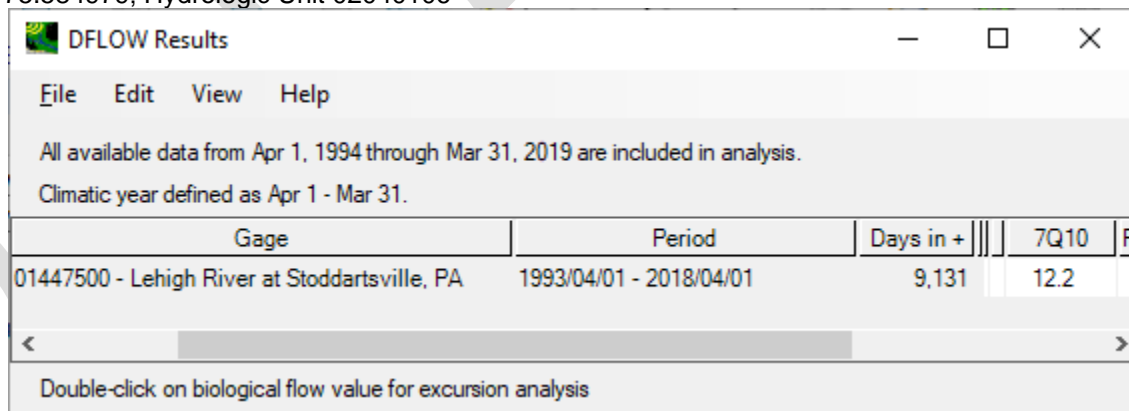 DFLOW Results
File Edit View Help
All available data from Apr 1, 1994 through Mar 31, 2019 are included in analysis.
Climatic year defined as Apr 1 - Mar 31.
Gage Period Days in + 7Q10
01447500 - Lehigh River at Stoddartsville, PA 1993/04/01 - 2018/04/01 9,131 12.2
Double-click on biological flow value for excursion analysis